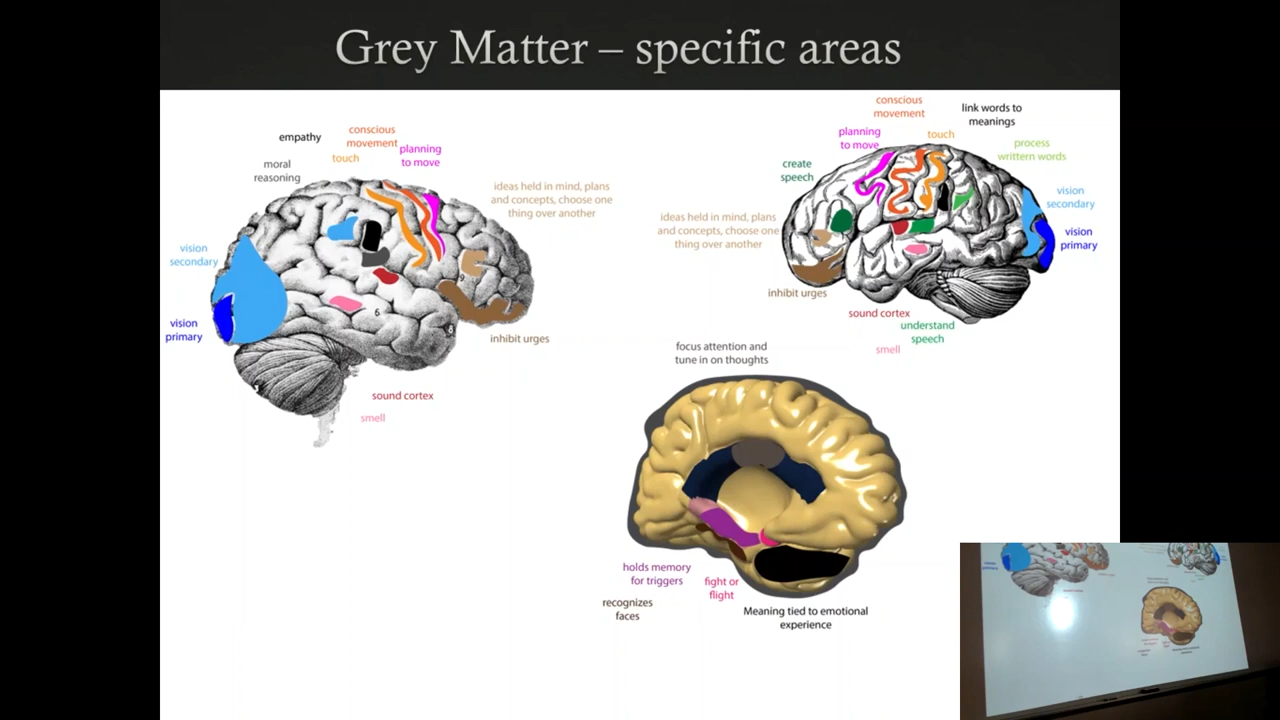 Grey Matter – specific areas
empathy
conscious
movement
touch
planning
to move
moral
reasoning
ideas held in mind, plans
and concepts, choose one
thing over another
vision
secondary
vision
primary
9
6
8
inhibit urges
sound cortex
smell
conscious
movement
link words to
meanings
planning
to move
touch
process
writtern words
create
speech
vision
secondary
ideas held in mind, plans
and concepts, choose one
thing over another
vision
primary
inhibit urges
sound cortex
understand
speech
smell
focus attention and
tune in on thoughts
holds memory
for triggers
fight or
flight
recognizes
faces
Meaning tied to emotional
experience